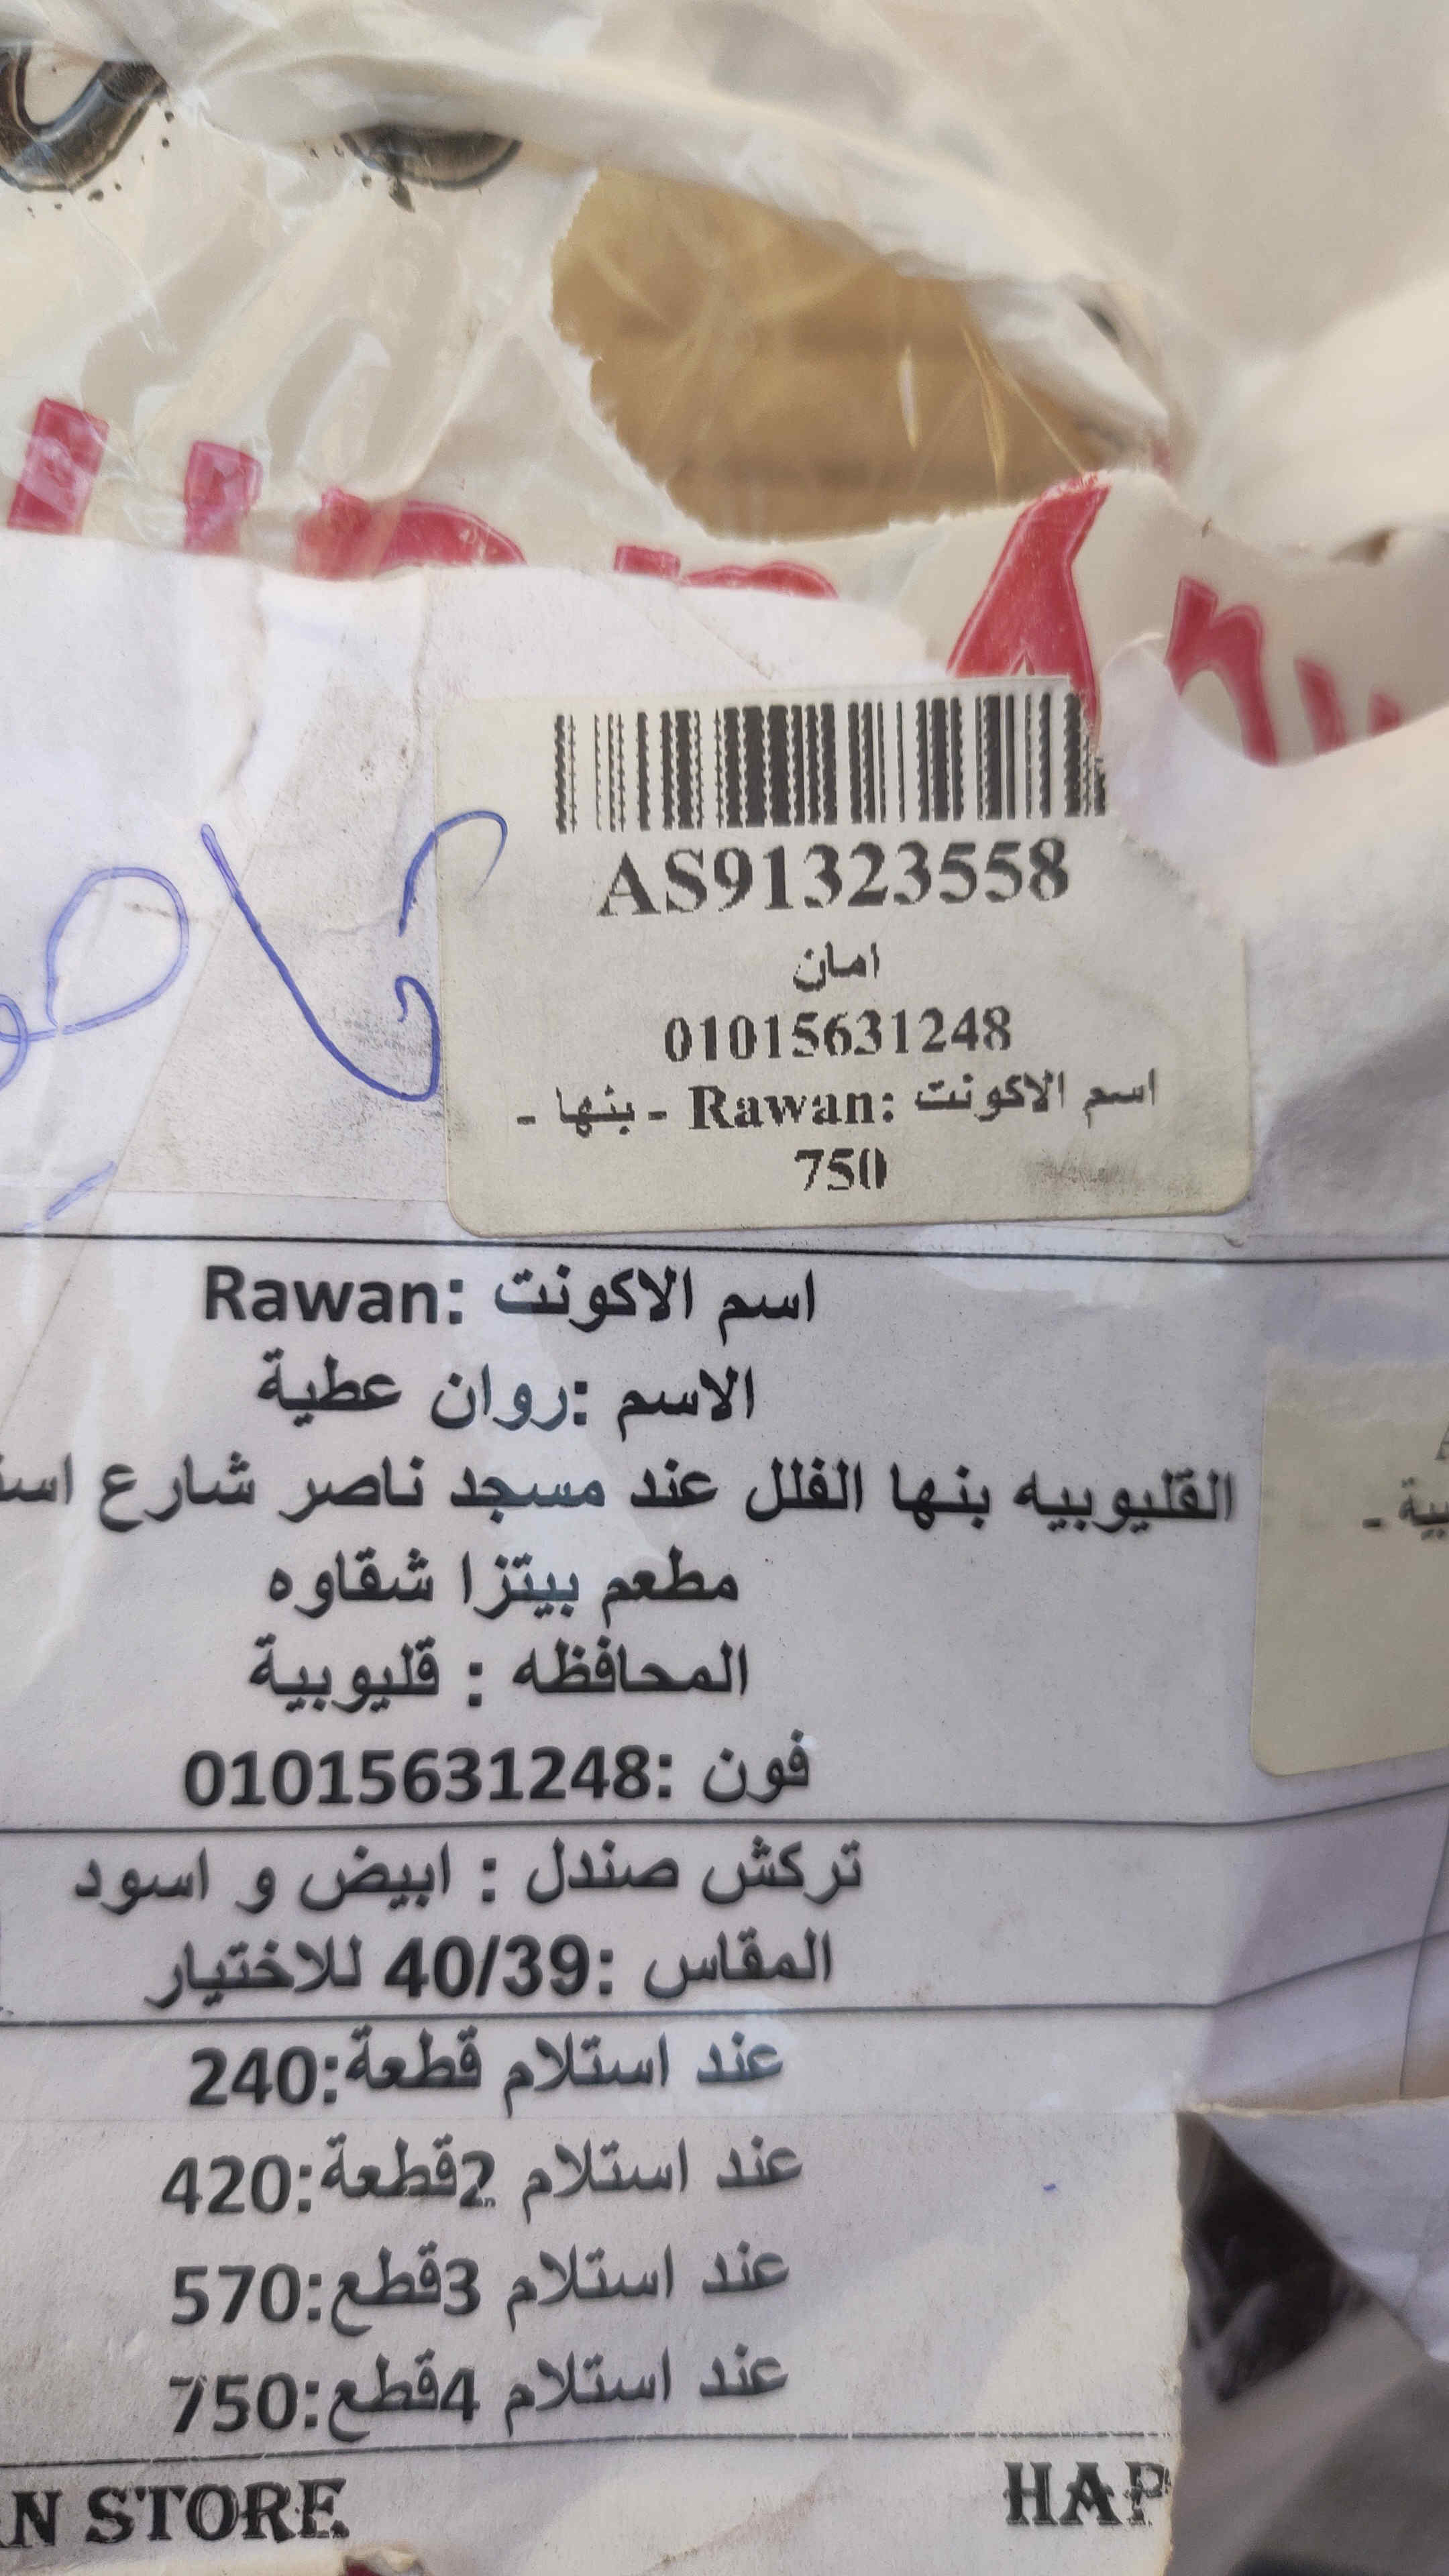 AS91323558
امان
01015631248
اسم الاكونت :Rawan - بنها -
750
اسم الاكونت :Rawan
الاسم :روان عطية
القليوبيه بنها الفلل عند مسجد ناصر شارع
مطعم بيتزا شقاوه
المحافظه : قليوبية
فون :01015631248
تركش صندل : ابيض و اسود
المقاس :40/39 للاختيار
عند استلام قطعة:240
عند استلام 2قطعة:420
عند استلام 3قطع:570
عند استلام 4قطع:750
N STORE
HAP